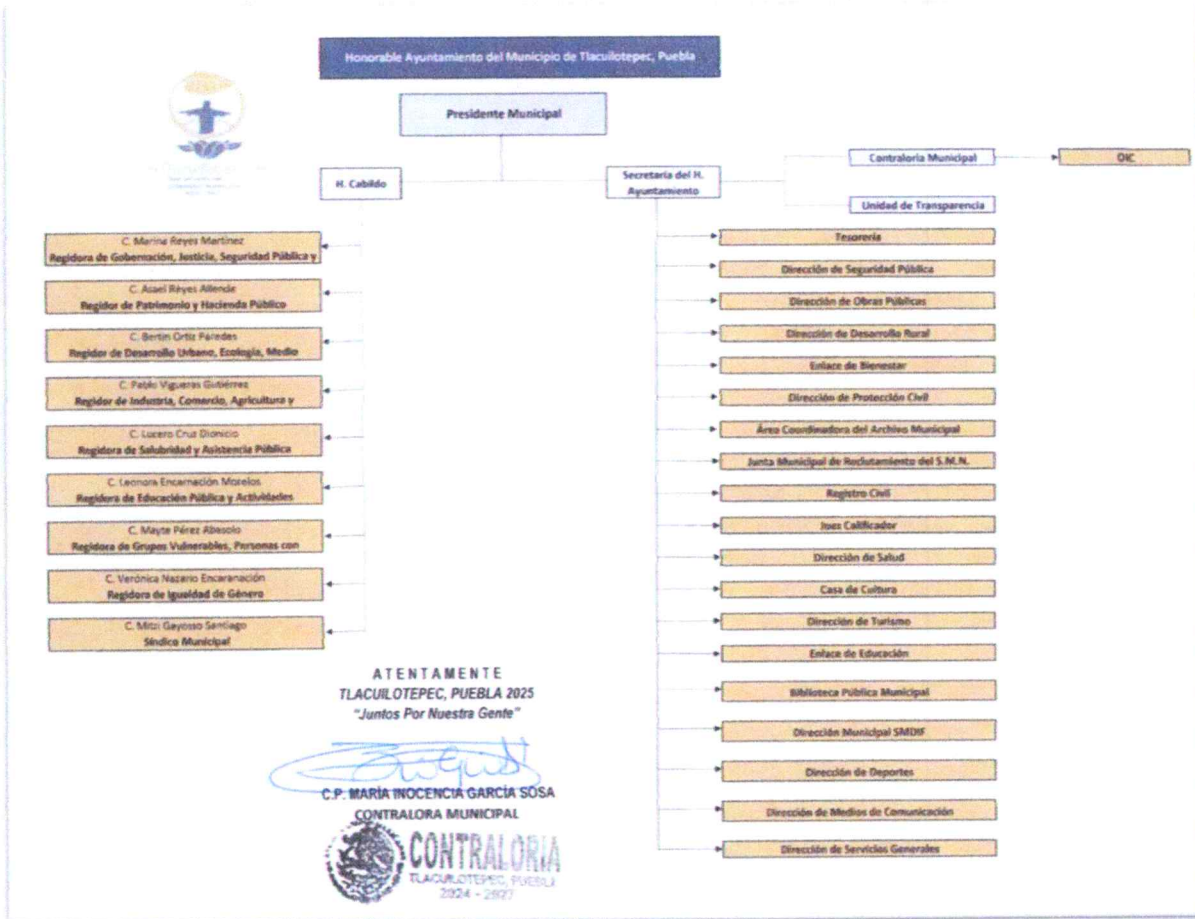 Honorable Ayuntamiento del Municipio de Tlacuilotepec, Puebla
Presidente Municipal
H. Cabildo
Secretaría del H.
Ayuntamiento
Contraloría Municipal
OIC
Unidad de Transparencia
C. Marina Reyes Martínez
Regidora de Gobernación, Justicia, Seguridad Pública y
C. Asael Reyes Allende
Regidor de Patrimonio y Hacienda Público
C. Bertín Ortiz Paredes
Regidor de Desarrollo Urbano, Ecología, Medio
C. Pablo Vigueras Gutiérrez
Regidor de Industria, Comercio, Agricultura y
C. Lucero Cruz Dionicio
Regidora de Salubridad y Asistencia Pública
C. Leonora Encarnación Morelos
Regidora de Educación Pública y Actividades
C. Mayte Pérez Abasolo
Regidora de Grupos Vulnerables, Personas con
C. Verónica Nazario Encaranación
Regidora de Igualdad de Género
C. Mitzi Gayosso Santiago
Síndico Municipal
Tesorería
Dirección de Seguridad Pública
Dirección de Obras Públicas
Dirección de Desarrollo Rural
Enlace de Bienestar
Dirección de Protección Civil
Área Coordinadora del Archivo Municipal
Junta Municipal de Reclutamiento del S.M.N.
Registro Civil
Juez Calificador
Dirección de Salud
Casa de Cultura
Dirección de Turismo
Enlace de Educación
Biblioteca Pública Municipal
Dirección Municipal SMDIF
Dirección de Deportes
Dirección de Medios de Comunicación
Dirección de Servicios Generales
ATENTAMENTE
TLACUILOTEPEC, PUEBLA 2025
"Juntos Por Nuestra Gente"
C.P. MARÍA INOCENCIA GARCÍA SOSA
CONTRALORA MUNICIPAL
CONTRALORIA
TLACUILOTEPEC, PUEBLA
2024 - 2027